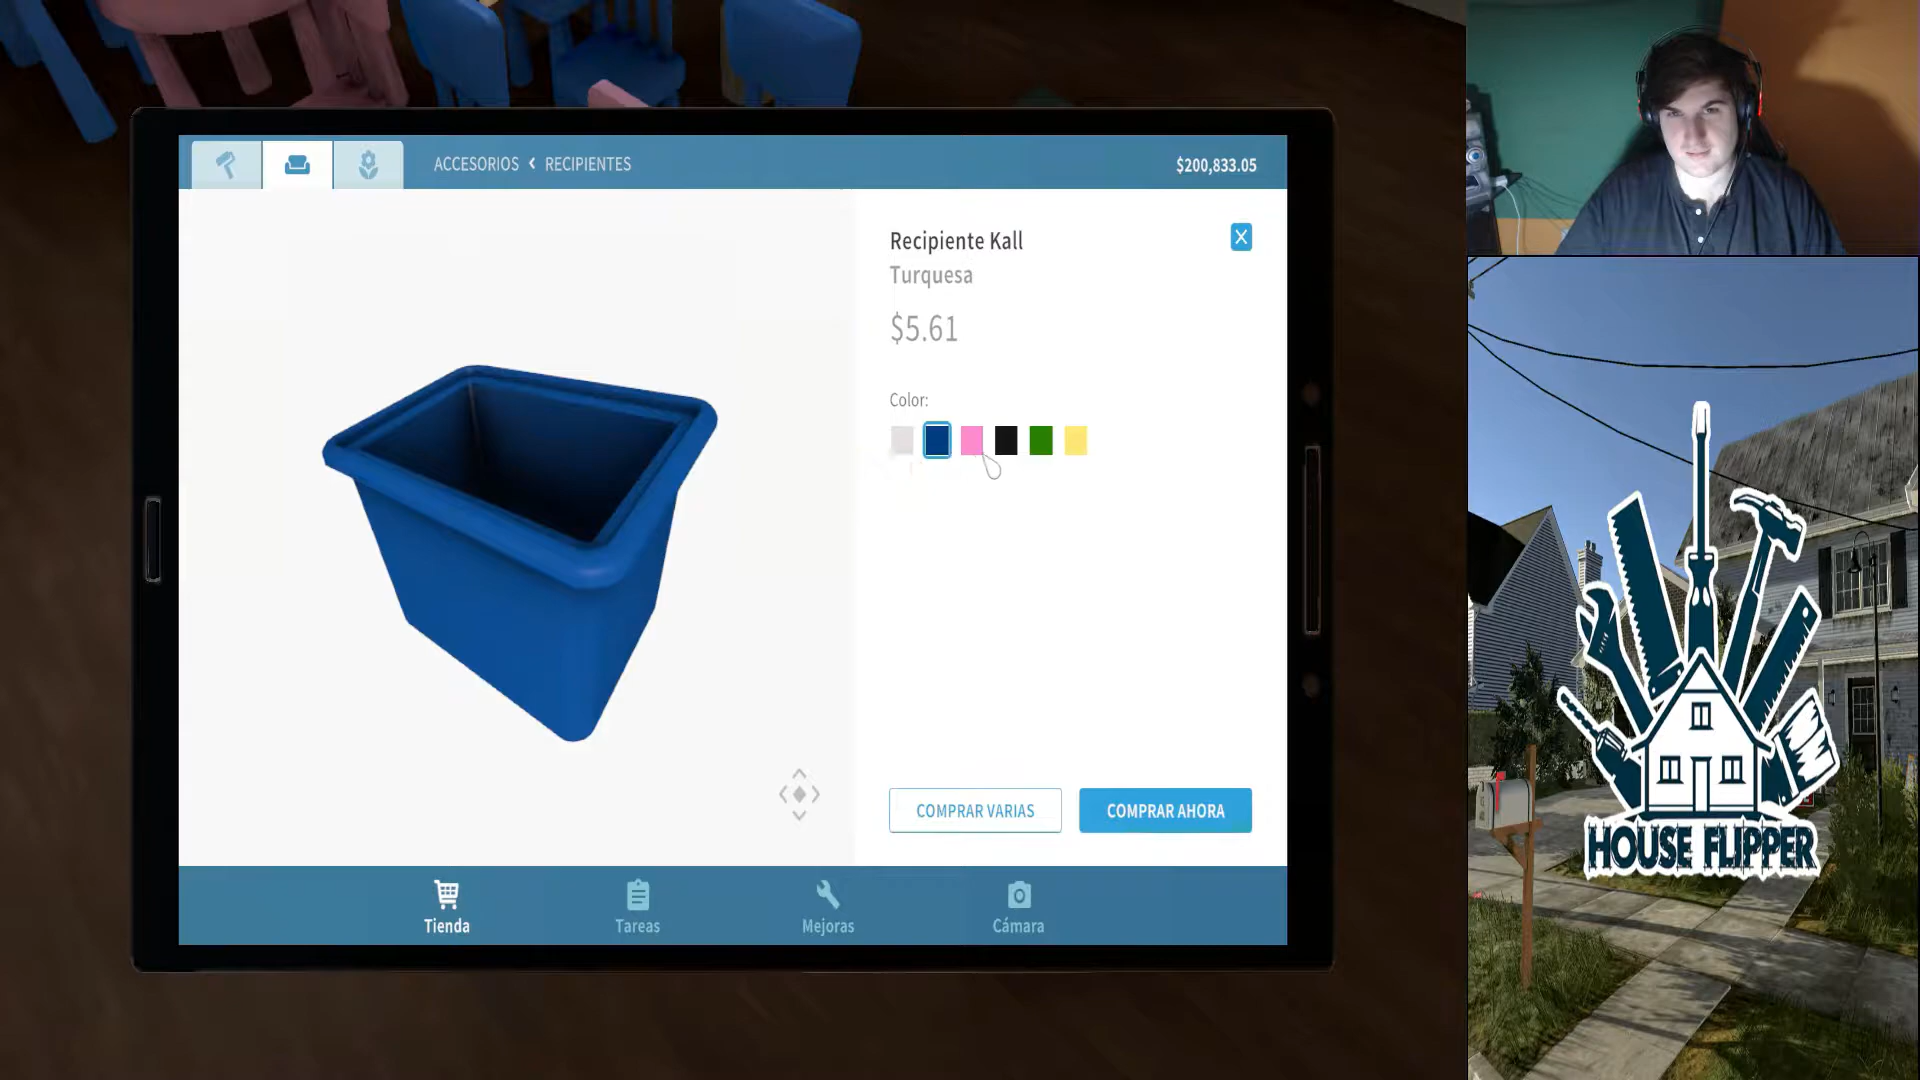 ACCESORIOS < RECIPIENTES
$200,833.05
Recipiente Kall
X
Turquesa
$5.61
Color:
COMPRAR VARIAS
COMPRAR AHORA
Tienda
Tareas
Mejoras
Cámara
HOUSE FLIPPER